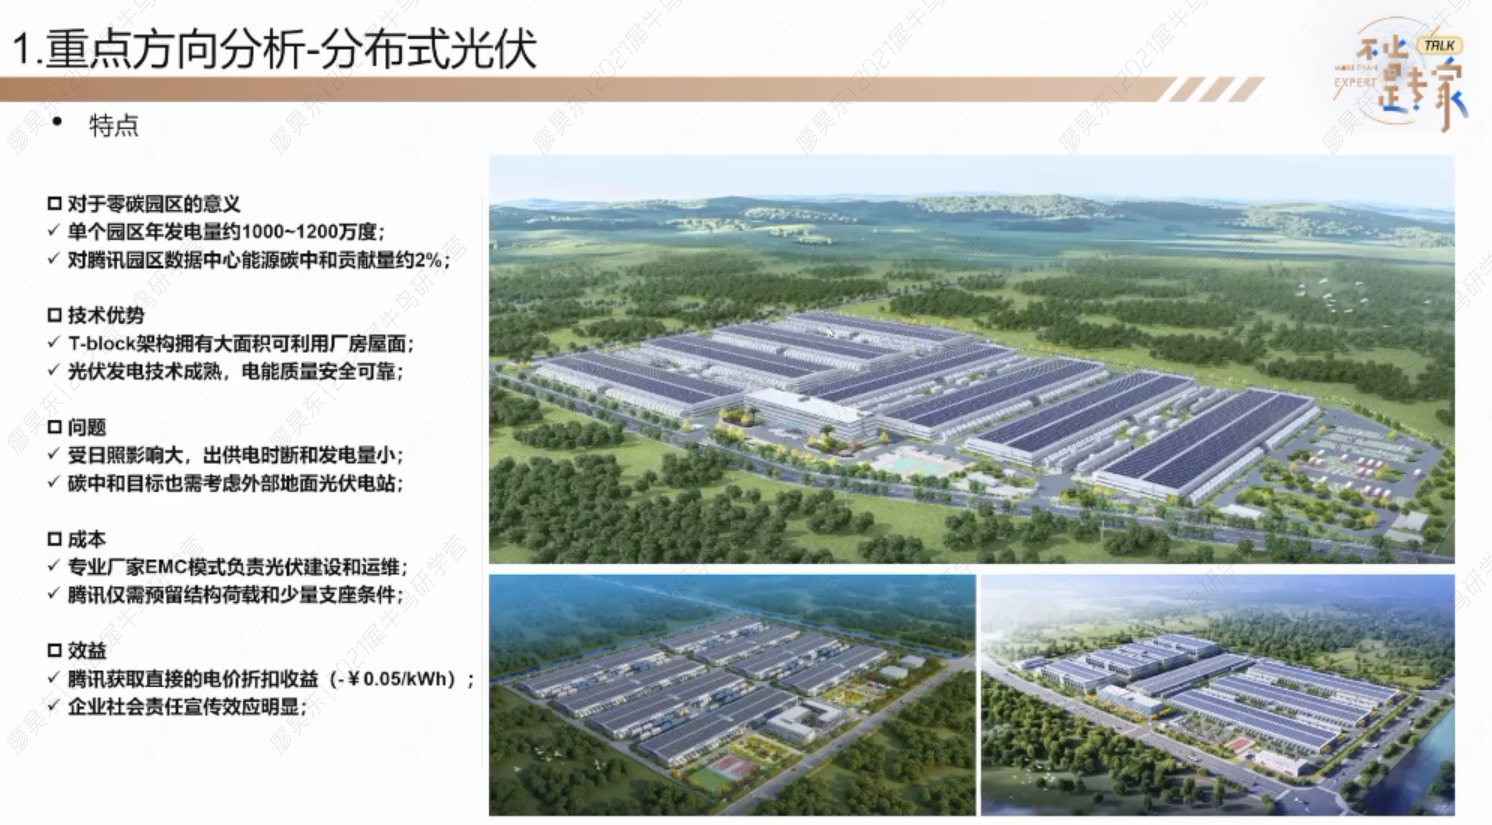 1.重点方向分析-分布式光伏
不止是专家
TALK
MORE THAN
EXPERT
• 特点
对于零碳园区的意义
✓ 单个园区年发电量约1000~1200万度；
✓ 对腾讯园区数据中心能源碳中和贡献量约2%；
技术优势
✓ T-block架构拥有大面积可利用厂房屋面；
✓ 光伏发电技术成熟，电能质量安全可靠；
问题
✓ 受日照影响大，出供电时断和发电量小；
✓ 碳中和目标也需考虑外部地面光伏电站；
成本
✓ 专业厂家EMC模式负责光伏建设和运维；
✓ 腾讯仅需预留结构荷载和少量支座条件；
效益
✓ 腾讯获取直接的电价折扣收益（-￥0.05/kWh）；
✓ 企业社会责任宣传效应明显；
廖昊东|2021犀牛鸟研学营